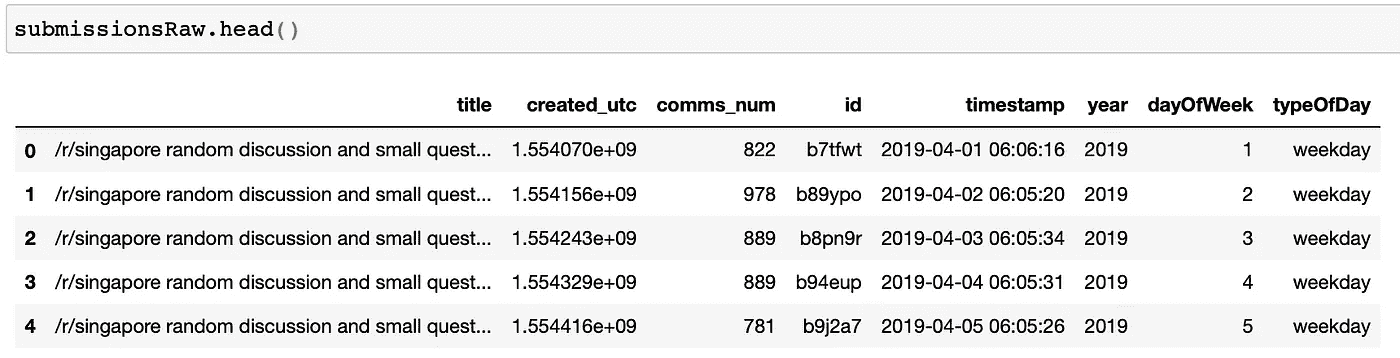 submissionsRaw.head()
title created_utc comms_num id timestamp year dayOfWeek typeOfDay
0 /r/singapore random discussion and small quest... 1.554070e+09 822 b7tfwt 2019-04-01 06:06:16 2019 1 weekday
1 /r/singapore random discussion and small quest... 1.554156e+09 978 b89ypo 2019-04-02 06:05:20 2019 2 weekday
2 /r/singapore random discussion and small quest... 1.554243e+09 889 b8pn9r 2019-04-03 06:05:34 2019 3 weekday
3 /r/singapore random discussion and small quest... 1.554329e+09 889 b94eup 2019-04-04 06:05:31 2019 4 weekday
4 /r/singapore random discussion and small quest... 1.554416e+09 781 b9j2a7 2019-04-05 06:05:26 2019 5 weekday